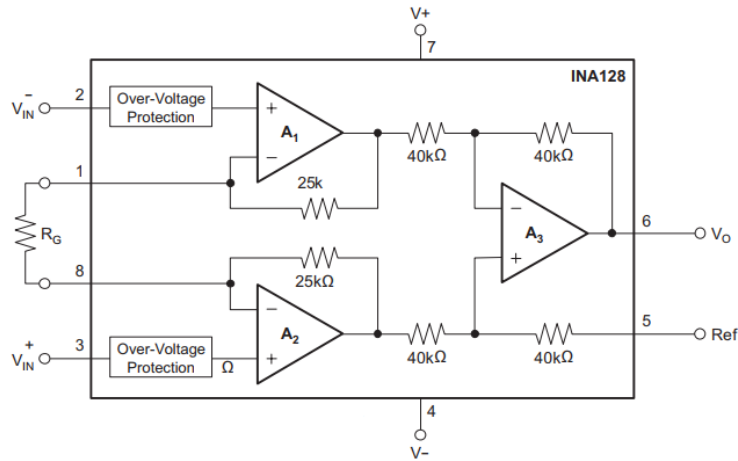 V+
7
INA128
V−IN
2
Over-Voltage
Protection
+
A1
−
40kΩ
40kΩ
1
25k
RG
−
A3
+
6
VO
8
25kΩ
−
A2
+
5
Ref
V+IN
3
Over-Voltage
Protection
Ω
40kΩ
40kΩ
4
V−